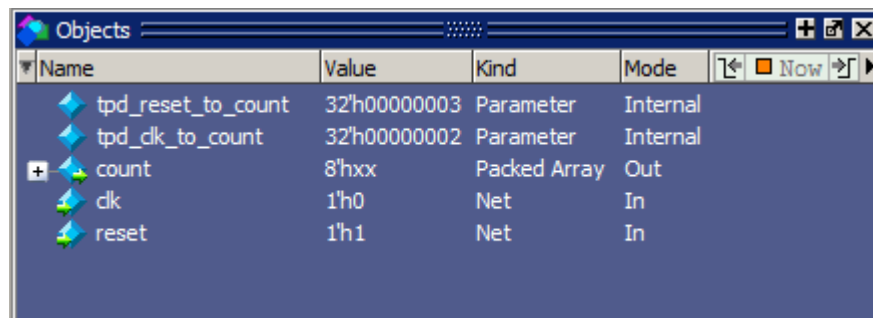 Objects
Name Value Kind Mode Now
tpd_reset_to_count 32'h00000003 Parameter Internal
tpd_clk_to_count 32'h00000002 Parameter Internal
count 8'hxx Packed Array Out
clk 1'h0 Net In
reset 1'h1 Net In